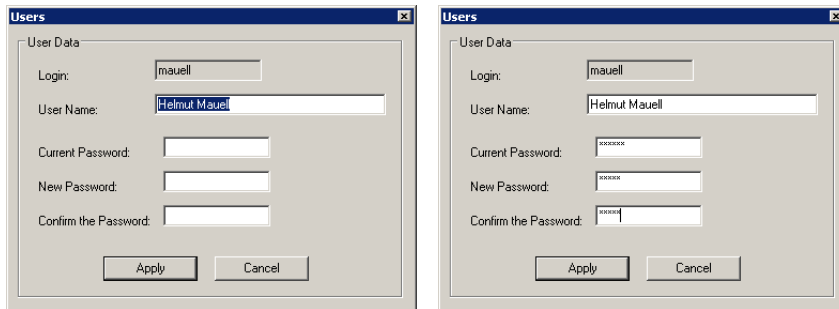 Users
User Data
Login: mauell
User Name: Helmut Mauell
Current Password:
New Password:
Confirm the Password:
Apply Cancel
Users
User Data
Login: mauell
User Name: Helmut Mauell
Current Password: xxxxxx
New Password: xxxxx
Confirm the Password: xxxxx
Apply Cancel